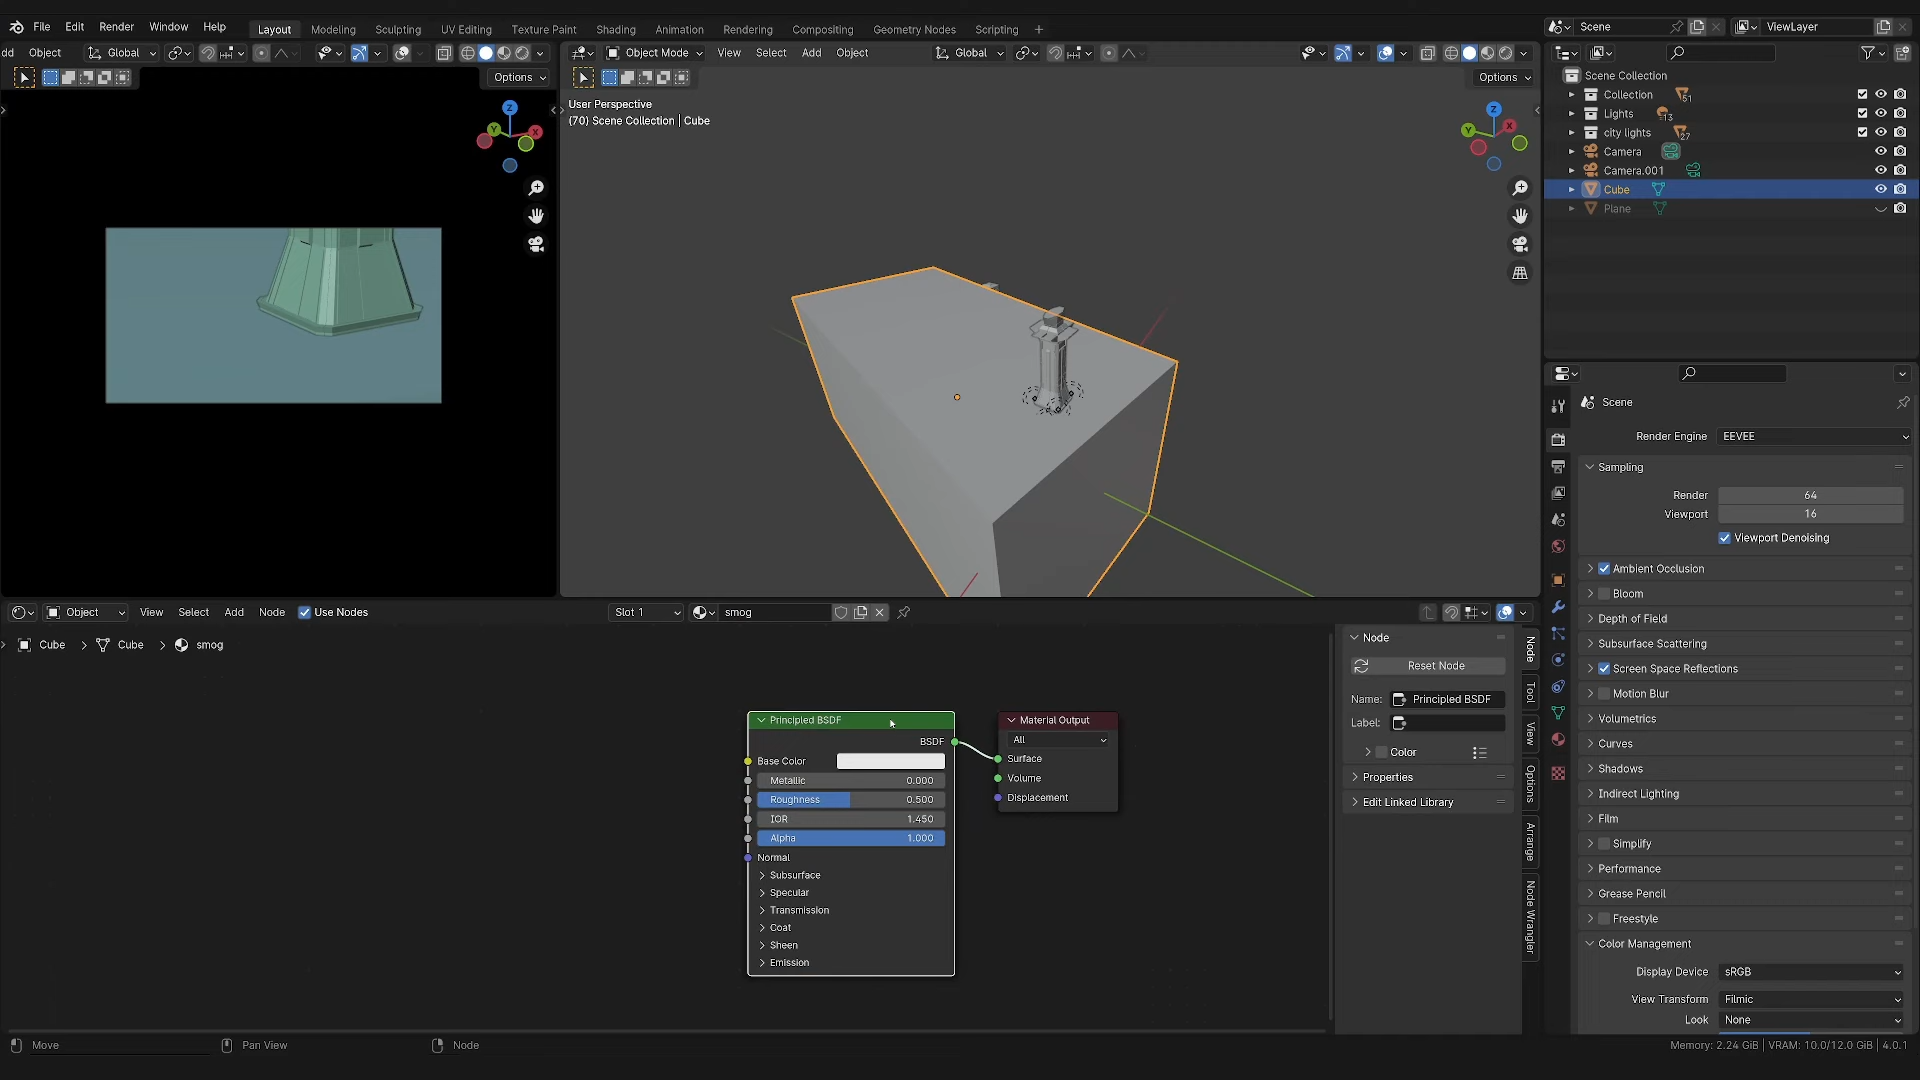 File Edit Render Window Help Layout Modeling Sculpting UV Editing Texture Paint Shading Animation Rendering Compositing Geometry Nodes Scripting + Scene ViewLayer
dd Object Global Object Mode View Select Add Object Global
Options Options
User Perspective
(70) Scene Collection | Cube
Z
Y
X
Z
Y
X
Scene Collection
Collection 51
Lights 13
city lights 27
Camera
Camera.001
Cube
Plane
Scene
Render Engine EEVEE
Sampling
Render 64
Viewport 16
Viewport Denoising
Ambient Occlusion
Bloom
Depth of Field
Subsurface Scattering
Screen Space Reflections
Motion Blur
Volumetrics
Curves
Shadows
Indirect Lighting
Film
Simplify
Performance
Grease Pencil
Freestyle
Color Management
Display Device sRGB
View Transform Filmic
Look None
Object View Select Add Node Use Nodes Slot 1 smog
Cube > Cube > smog
Principled BSDF
BSDF
Base Color
Metallic 0.000
Roughness 0.500
IOR 1.450
Alpha 1.000
Normal
Subsurface
Specular
Transmission
Coat
Sheen
Emission
Material Output
All
Surface
Volume
Displacement
Node
Reset Node
Name: Principled BSDF
Label:
Color
Properties
Edit Linked Library
Node
Tool
View
Options
Arrange
Node Wrangler
Move Pan View Node Memory: 2.24 GiB | VRAM: 10.0/12.0 GiB | 4.0.1